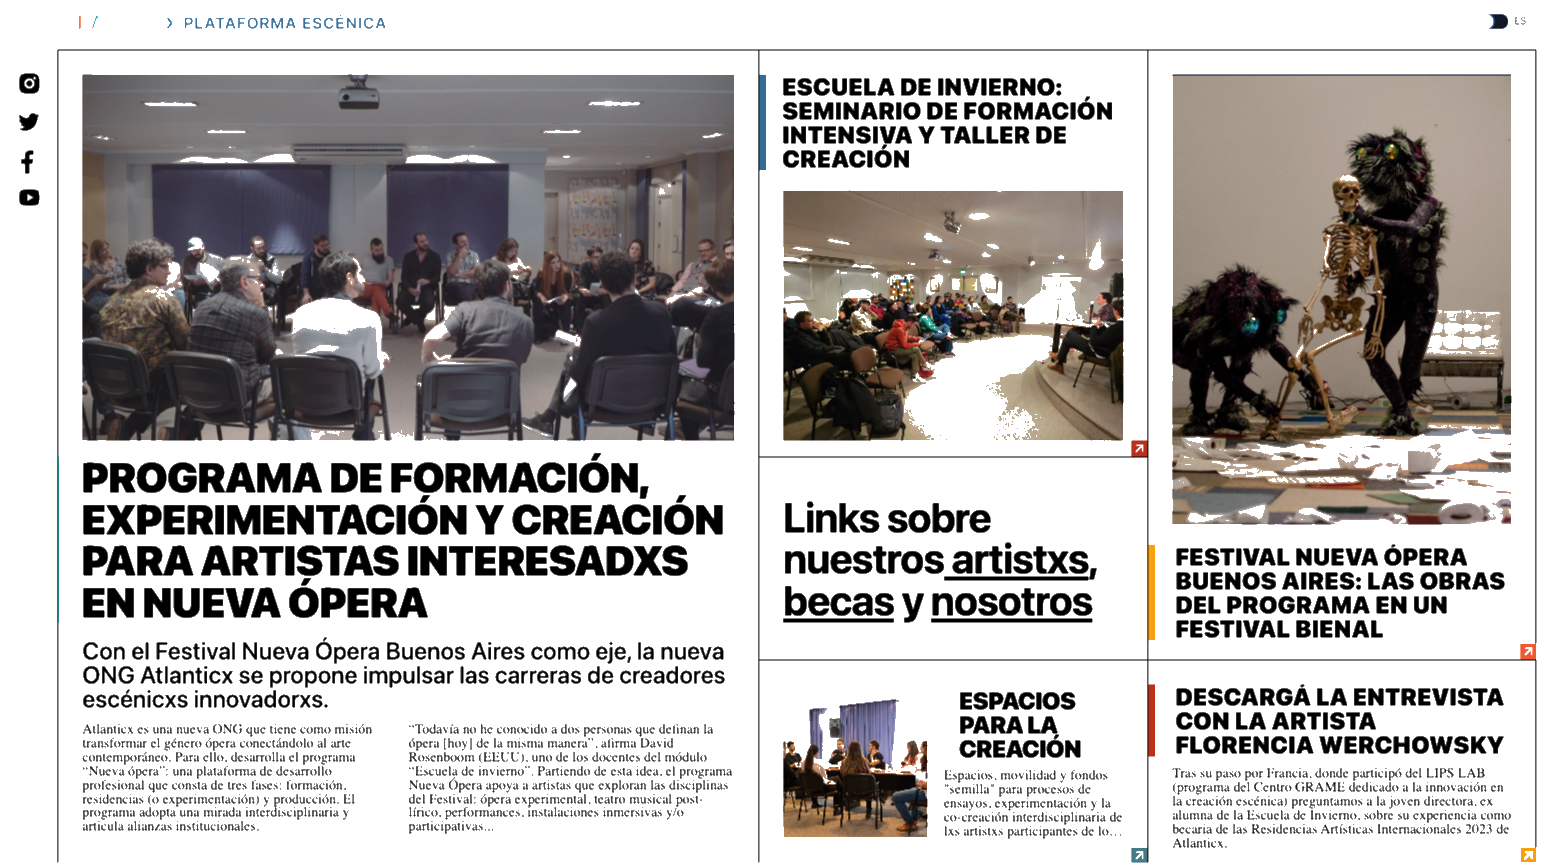 PLATAFORMA ESCÉNICA
ES
PROGRAMA DE FORMACIÓN,
EXPERIMENTACIÓN Y CREACIÓN
PARA ARTISTAS INTERESADXS
EN NUEVA ÓPERA
Con el Festival Nueva Ópera Buenos Aires como eje, la nueva
ONG Atlanticx se propone impulsar las carreras de creadores
escénicxs innovadorxs.
Atlanticx es una nueva ONG que tiene como misión
transformar el género ópera conectándolo al arte
contemporáneo. Para ello, desarrolla el programa
“Nueva ópera”: una plataforma de desarrollo
profesional que consta de tres fases: formación,
residencias (o experimentación) y producción. El
programa adopta una mirada interdisciplinaria y
articula alianzas institucionales.
“Todavía no he conocido a dos personas que definan la
ópera [hoy] de la misma manera”, afirma David
Rosenboom (EEUU), uno de los docentes del módulo
“Escuela de invierno”. Partiendo de esta idea, el programa
Nueva Ópera apoya a artistas que exploran las disciplinas
del Festival: ópera experimental, teatro musical post-
lírico, performances, instalaciones inmersivas y/o
participativas...
ESCUELA DE INVIERNO:
SEMINARIO DE FORMACIÓN
INTENSIVA Y TALLER DE
CREACIÓN
Links sobre
nuestros artistxs,
becas y nosotros
ESPACIOS
PARA LA
CREACIÓN
Espacios, movilidad y fondos
"semilla" para procesos de
ensayos, experimentación y la
co-creación interdisciplinaria de
lxs artistxs participantes de lo...
FESTIVAL NUEVA ÓPERA
BUENOS AIRES: LAS OBRAS
DEL PROGRAMA EN UN
FESTIVAL BIENAL
DESCARGÁ LA ENTREVISTA
CON LA ARTISTA
FLORENCIA WERCHOWSKY
Tras su paso por Francia, donde participó del LIPS LAB
(programa del Centro GRAME dedicado a la innovación en
la creación escénica) preguntamos a la joven directora, ex
alumna de la Escuela de Invierno, sobre su experiencia como
becaria de las Residencias Artísticas Internacionales 2023 de
Atlanticx.